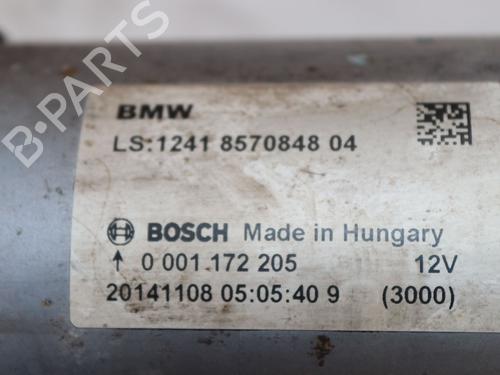 BMW
LS:1241 8570848 04
BOSCH Made in Hungary
↑ 0 001 172 205 12V
20141108 05:05:40 9 (3000)
B-PARTS